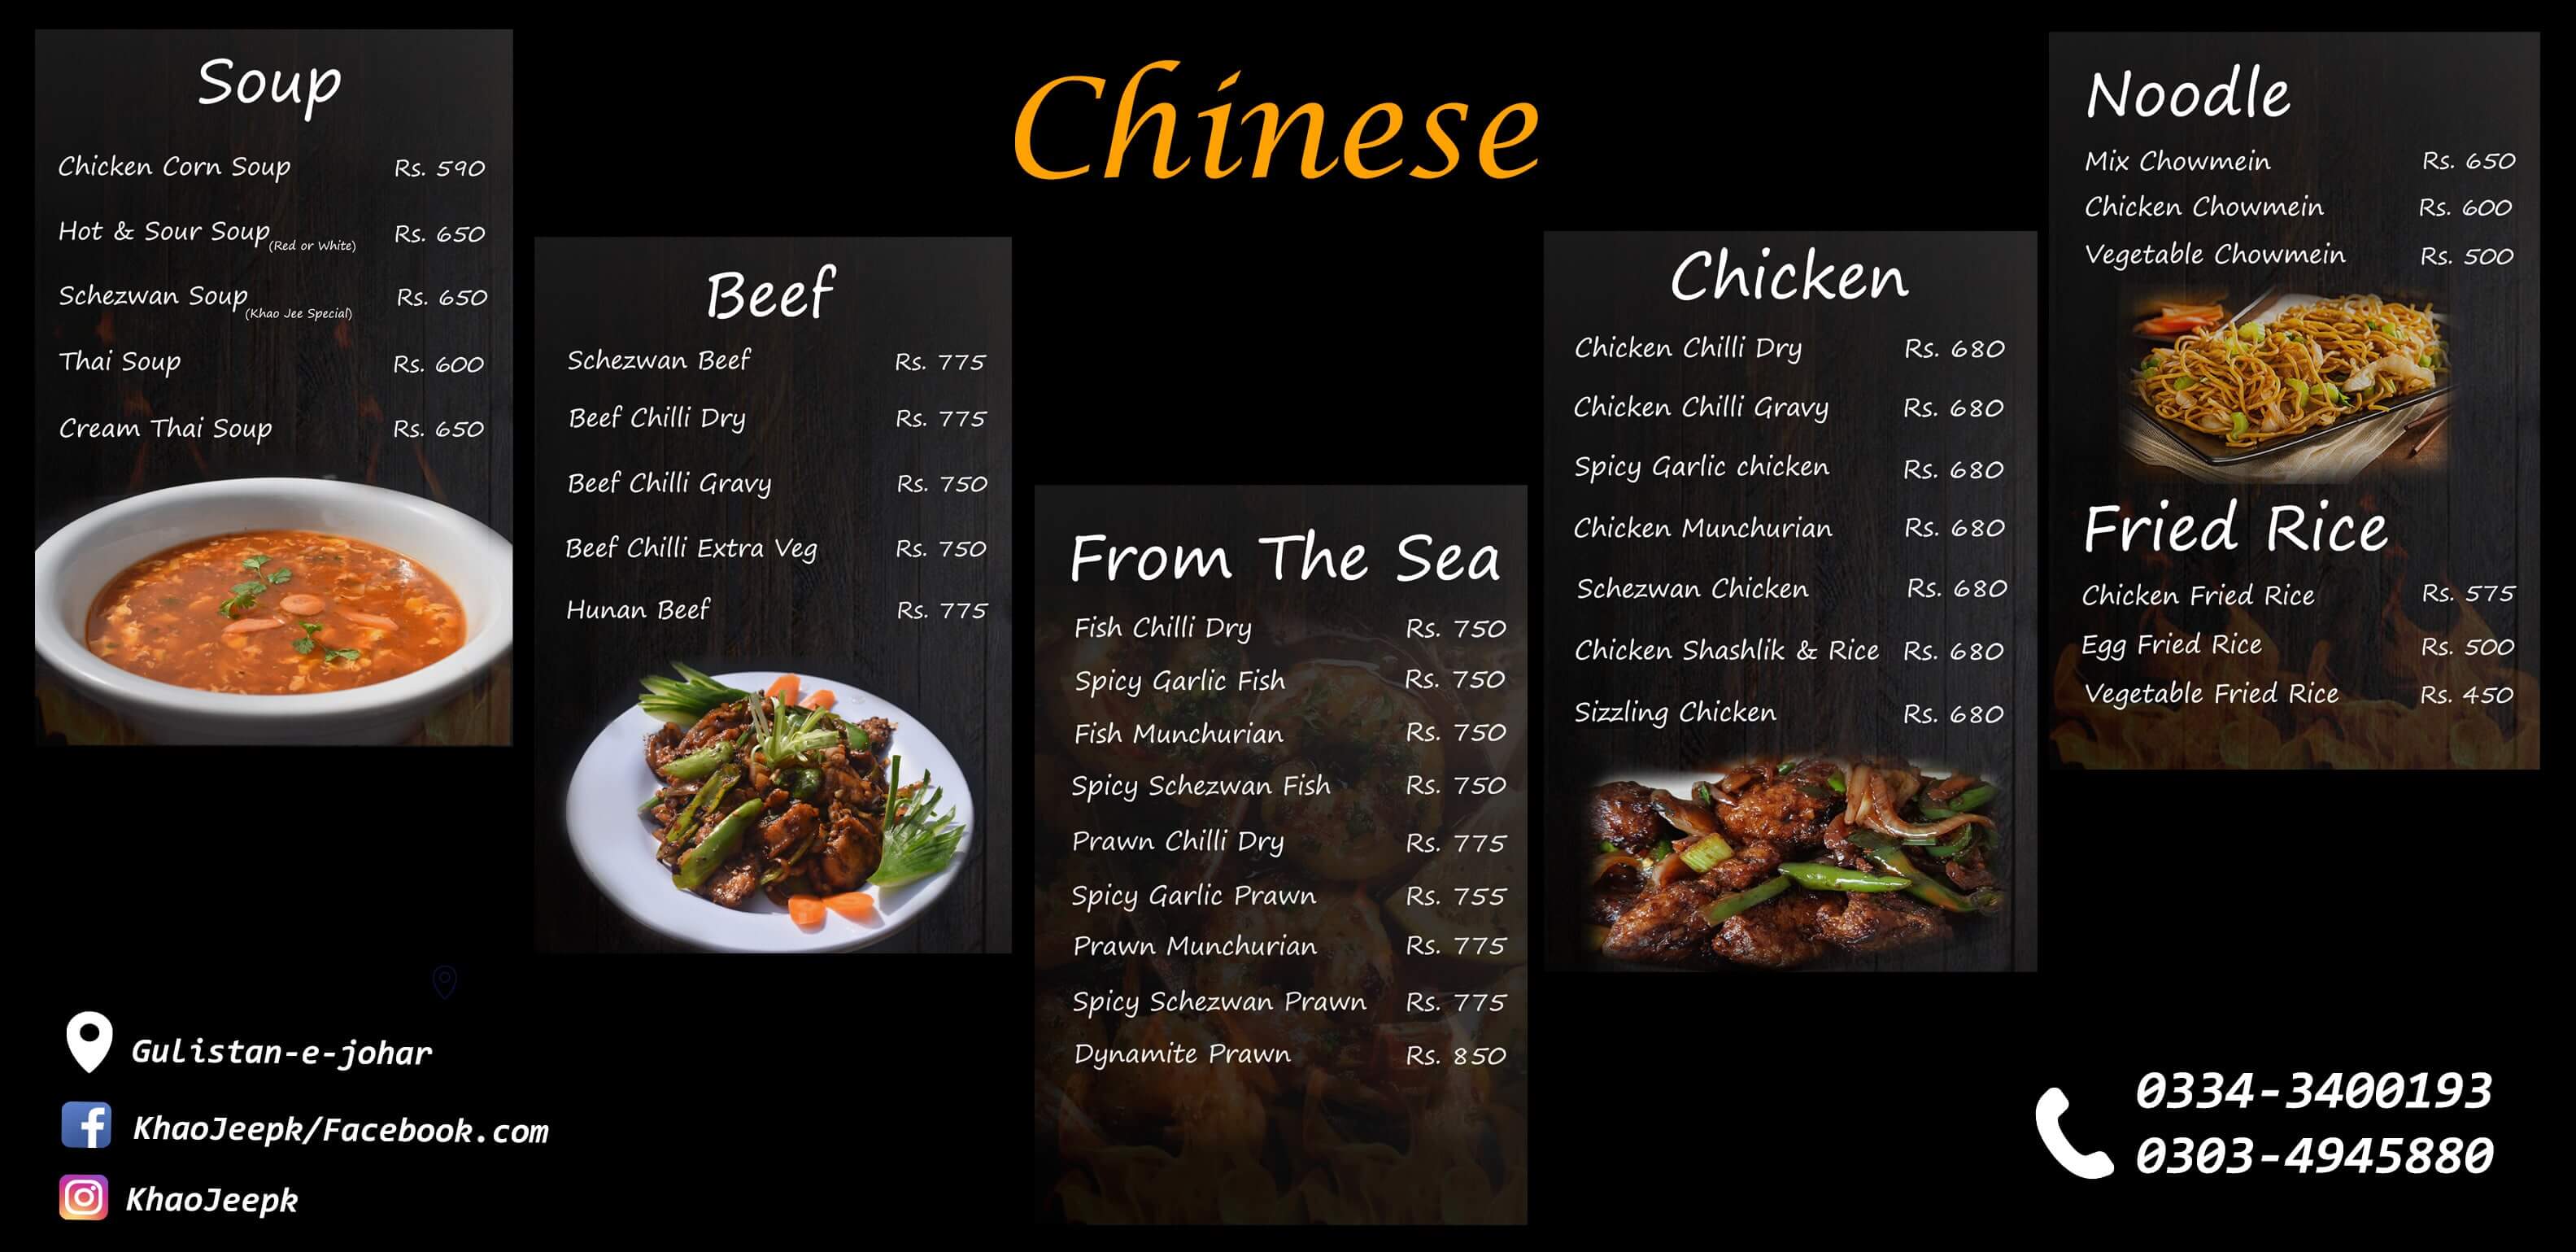 Chinese
Soup
Chicken Corn Soup Rs. 590
Hot & Sour Soup (Red or White) Rs. 650
Schezwan Soup (Khao Jee Special) Rs. 650
Thai Soup Rs. 600
Cream Thai Soup Rs. 650
Beef
Schezwan Beef Rs. 775
Beef Chilli Dry Rs. 775
Beef Chilli Gravy Rs. 750
Beef Chilli Extra Veg Rs. 750
Hunan Beef Rs. 775
From The Sea
Fish Chilli Dry Rs. 750
Spicy Garlic Fish Rs. 750
Fish Munchurian Rs. 750
Spicy Schezwan Fish Rs. 750
Prawn Chilli Dry Rs. 775
Spicy Garlic Prawn Rs. 755
Prawn Munchurian Rs. 775
Spicy Schezwan Prawn Rs. 775
Dynamite Prawn Rs. 850
Chicken
Chicken Chilli Dry Rs. 680
Chicken Chilli Gravy Rs. 680
Spicy Garlic chicken Rs. 680
Chicken Munchurian Rs. 680
Schezwan Chicken Rs. 680
Chicken Shashlik & Rice Rs. 680
Sizzling Chicken Rs. 680
Noodle
Mix Chowmein Rs. 650
Chicken Chowmein Rs. 600
Vegetable Chowmein Rs. 500
Fried Rice
Chicken Fried Rice Rs. 575
Egg Fried Rice Rs. 500
Vegetable Fried Rice Rs. 450
Gulistan-e-johar
KhaoJeepk/Facebook.com
KhaoJeepk
0334-3400193
0303-4945880